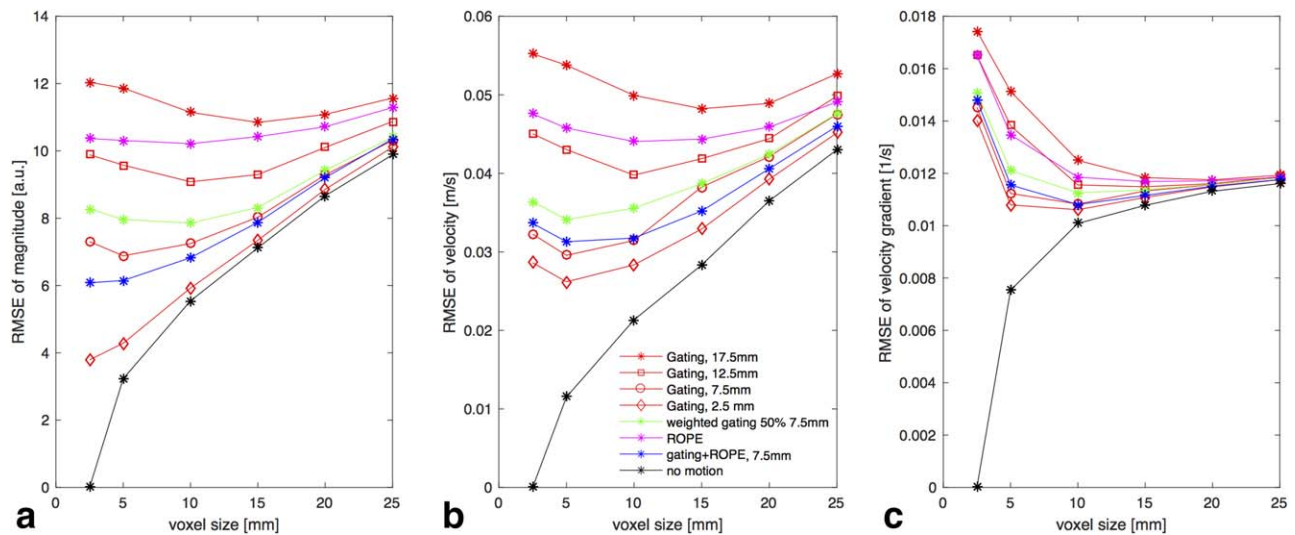 14
12
10
8
6
4
2
0
RMSE of magnitude [a.u.]
0 5 10 15 20 25
voxel size [mm]
a
0.06
0.05
0.04
0.03
0.02
0.01
0
RMSE of velocity [m/s]
Gating, 17.5mm
Gating, 12.5mm
Gating, 7.5mm
Gating, 2.5 mm
weighted gating 50% 7.5mm
ROPE
gating+ROPE, 7.5mm
no motion
0 5 10 15 20 25
voxel size [mm]
b
0.018
0.016
0.014
0.012
0.01
0.008
0.006
0.004
0.002
0
RMSE of velocity gradient [1/s]
0 5 10 15 20 25
voxel size [mm]
c